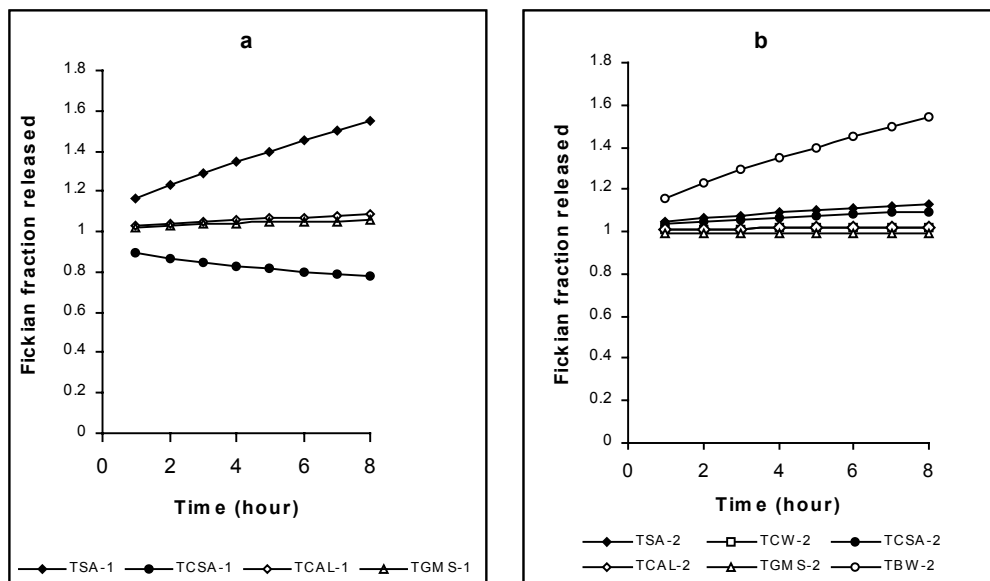 a
Fickian fraction released
1.8
1.6
1.4
1.2
1
0.8
0.6
0.4
0.2
0
0 2 4 6 8
Time (hour)
TSA-1 TCSA-1 TCAL-1 TGMS-1
b
Fickian fraction released
1.8
1.6
1.4
1.2
1
0.8
0.6
0.4
0.2
0
0 2 4 6 8
Time (hour)
TSA-2 TCW-2 TCSA-2
TCAL-2 TGMS-2 TBW-2